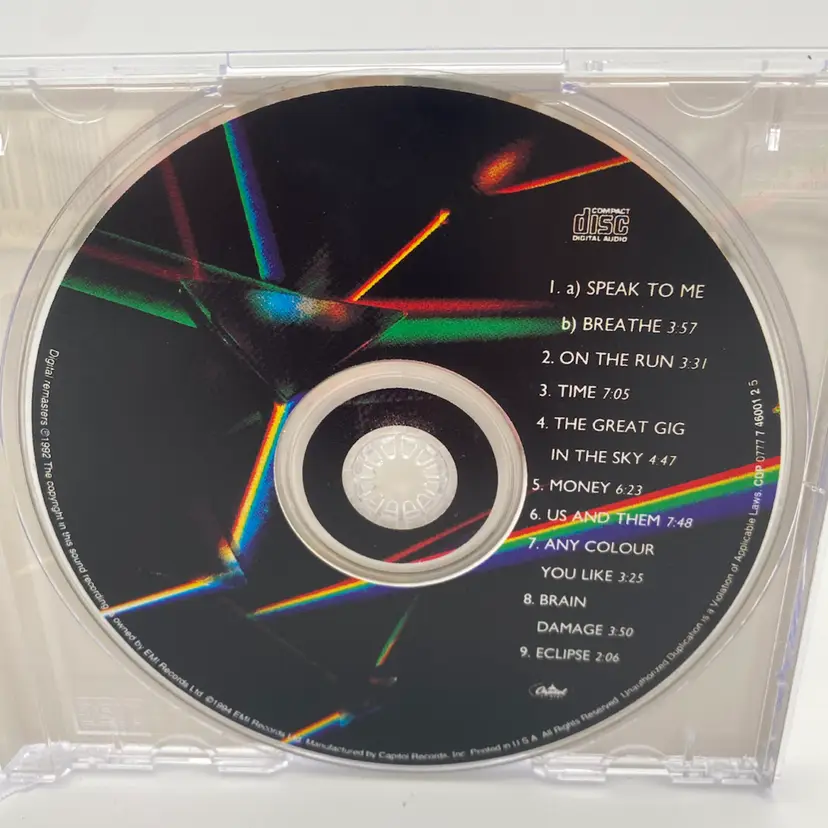 COMPACT
disc
DIGITAL AUDIO
1. a) SPEAK TO ME
b) BREATHE 3:57
2. ON THE RUN 3:31
3. TIME 7:05
4. THE GREAT GIG
IN THE SKY 4:47
5. MONEY 6:23
6. US AND THEM 7:48
7. ANY COLOUR
YOU LIKE 3:25
8. BRAIN
DAMAGE 3:50
9. ECLIPSE 2:06
Capitol
Digital remasters ©1992 The copyright in this sound recording owned by EMI Records Ltd. ©1994 EMI Records Ltd. Manufactured by Capitol Records, Inc. Printed in U S A. All Rights Reserved. Unauthorized Duplication is a Violation of Applicable Laws. CDP 0777 7 46001 2 5